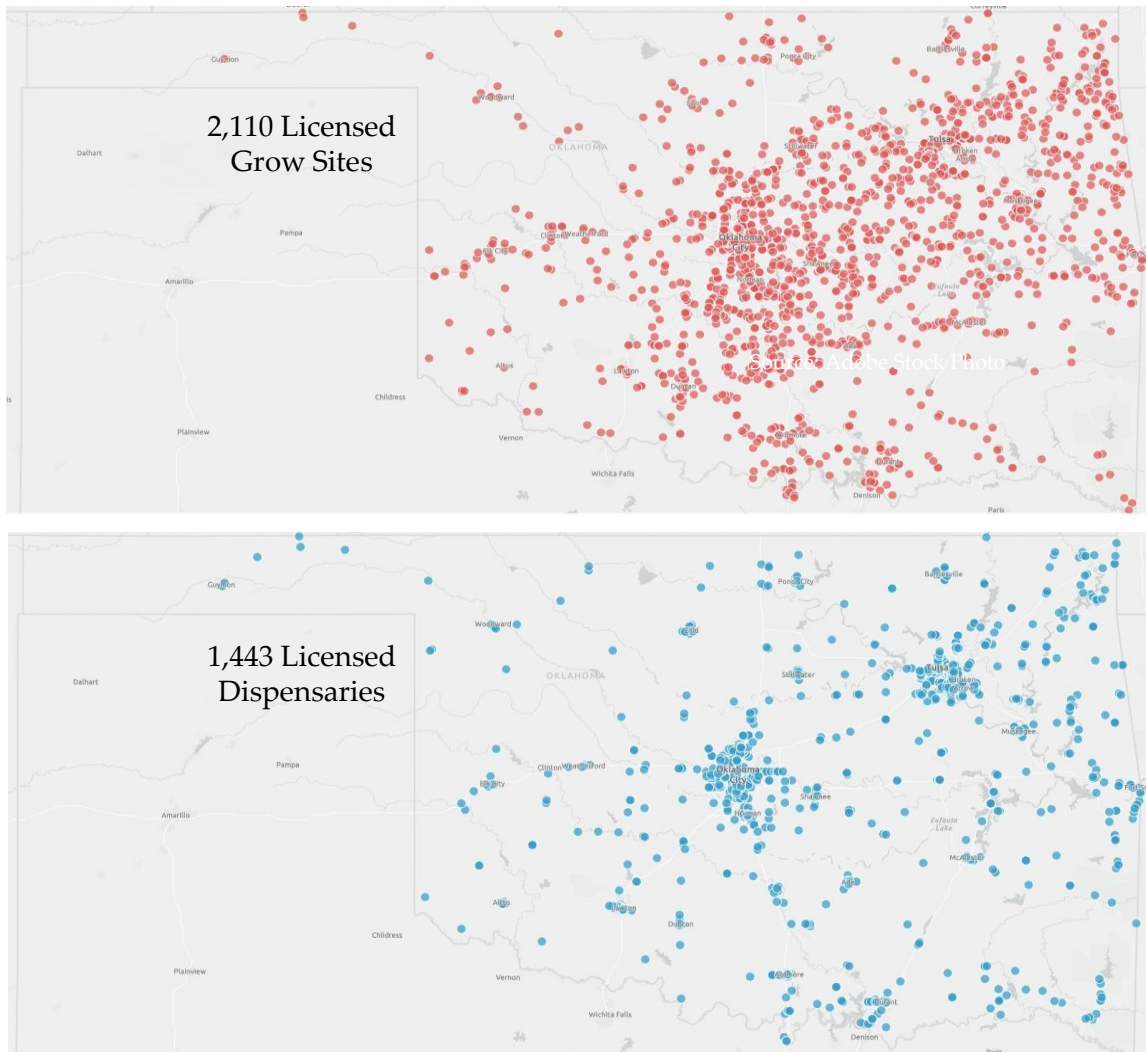 Coffeyville
Guymon
Ponca City
Bartlesville
Woodward
Enid
2,110 Licensed
Grow Sites
OKLAHOMA
Stillwater
Tulsa
Broken
Arrow
Dalhart
Muskogee
Pampa
Clinton
Weatherford
Oklahoma
City
Elk City
Shawnee
Amarillo
Norman
Eufaula
Lake
McAlester
Source: Adobe Stock Photo
Altus
Lawton
Duncan
Childress
Plainview
Vernon
Ardmore
Durant
Wichita Falls
Denison
Paris
Guymon
Ponca City
Bartlesville
Woodward
Enid
1,443 Licensed
Dispensaries
OKLAHOMA
Stillwater
Tulsa
Broken
Arrow
Dalhart
Muskogee
Pampa
Clinton
Weatherford
Oklahoma
City
Elk City
Shawnee
Amarillo
Norman
Eufaula
Lake
McAlester
Ada
Altus
Lawton
Duncan
Childress
Plainview
Vernon
Ardmore
Durant
Wichita Falls
Denison
Paris